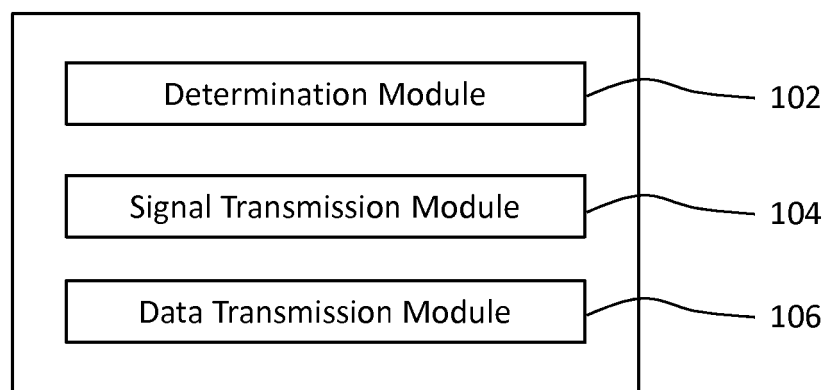 Determination Module 102
Signal Transmission Module 104
Data Transmission Module 106